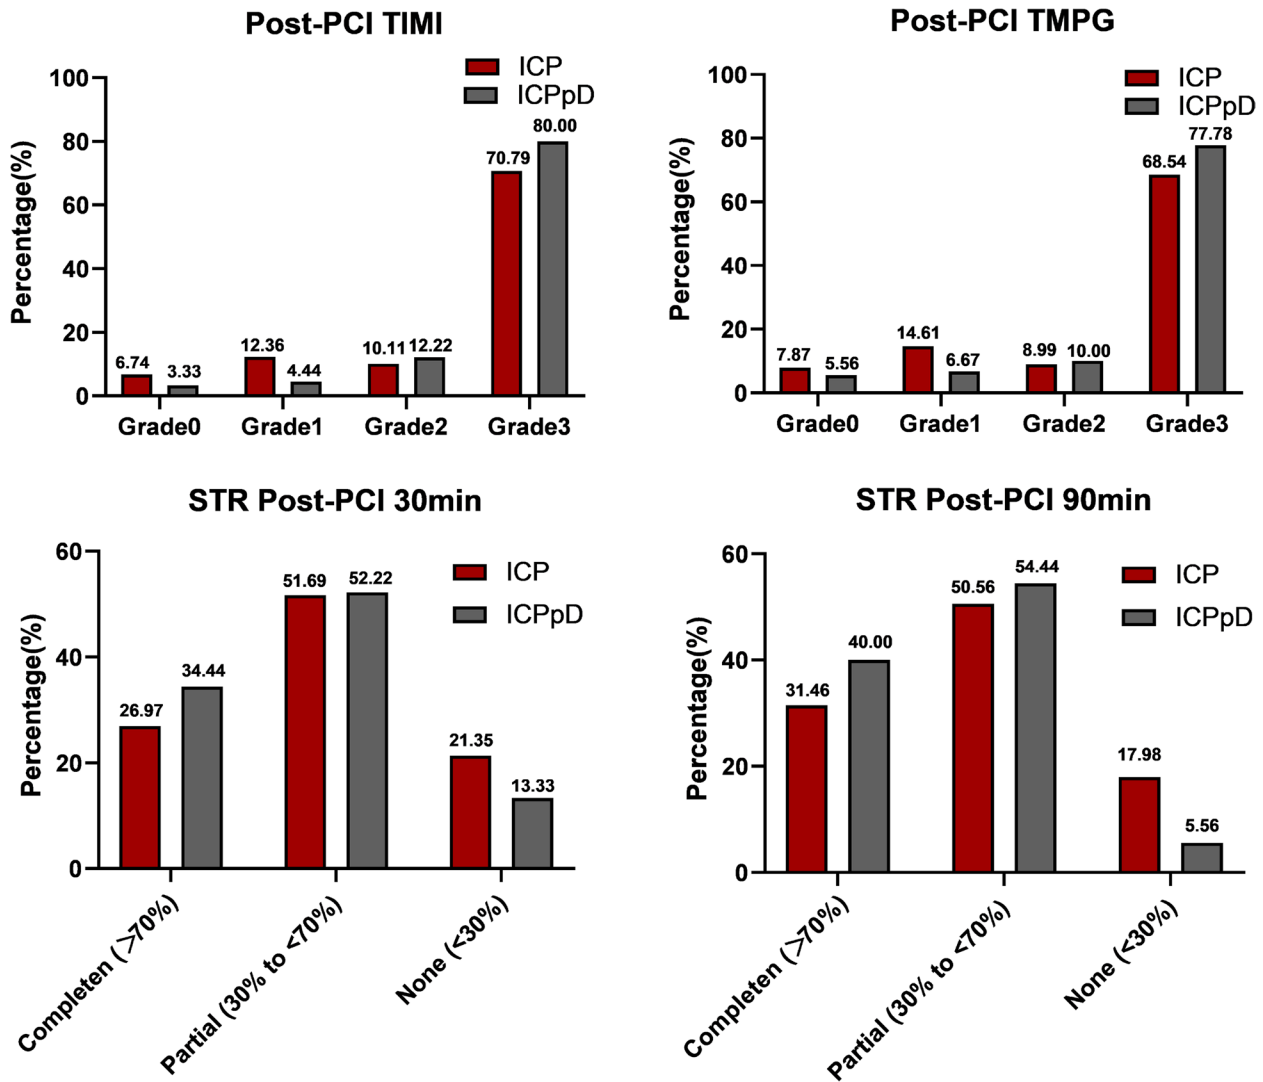 Post-PCI TIMI
ICP
ICPpD
Percentage(%)
100
80
60
40
20
0
6.74
3.33
12.36
4.44
10.11
12.22
70.79
80.00
Grade0
Grade1
Grade2
Grade3
Post-PCI TMPG
ICP
ICPpD
Percentage(%)
100
80
60
40
20
0
7.87
5.56
14.61
6.67
8.99
10.00
68.54
77.78
Grade0
Grade1
Grade2
Grade3
STR Post-PCI 30min
ICP
ICPpD
Percentage(%)
60
40
20
0
26.97
34.44
51.69
52.22
21.35
13.33
Completen (>70%)
Partial (30% to <70%)
None (<30%)
STR Post-PCI 90min
ICP
ICPpD
Percentage(%)
60
40
20
0
31.46
40.00
50.56
54.44
17.98
5.56
Completen (>70%)
Partial (30% to <70%)
None (<30%)